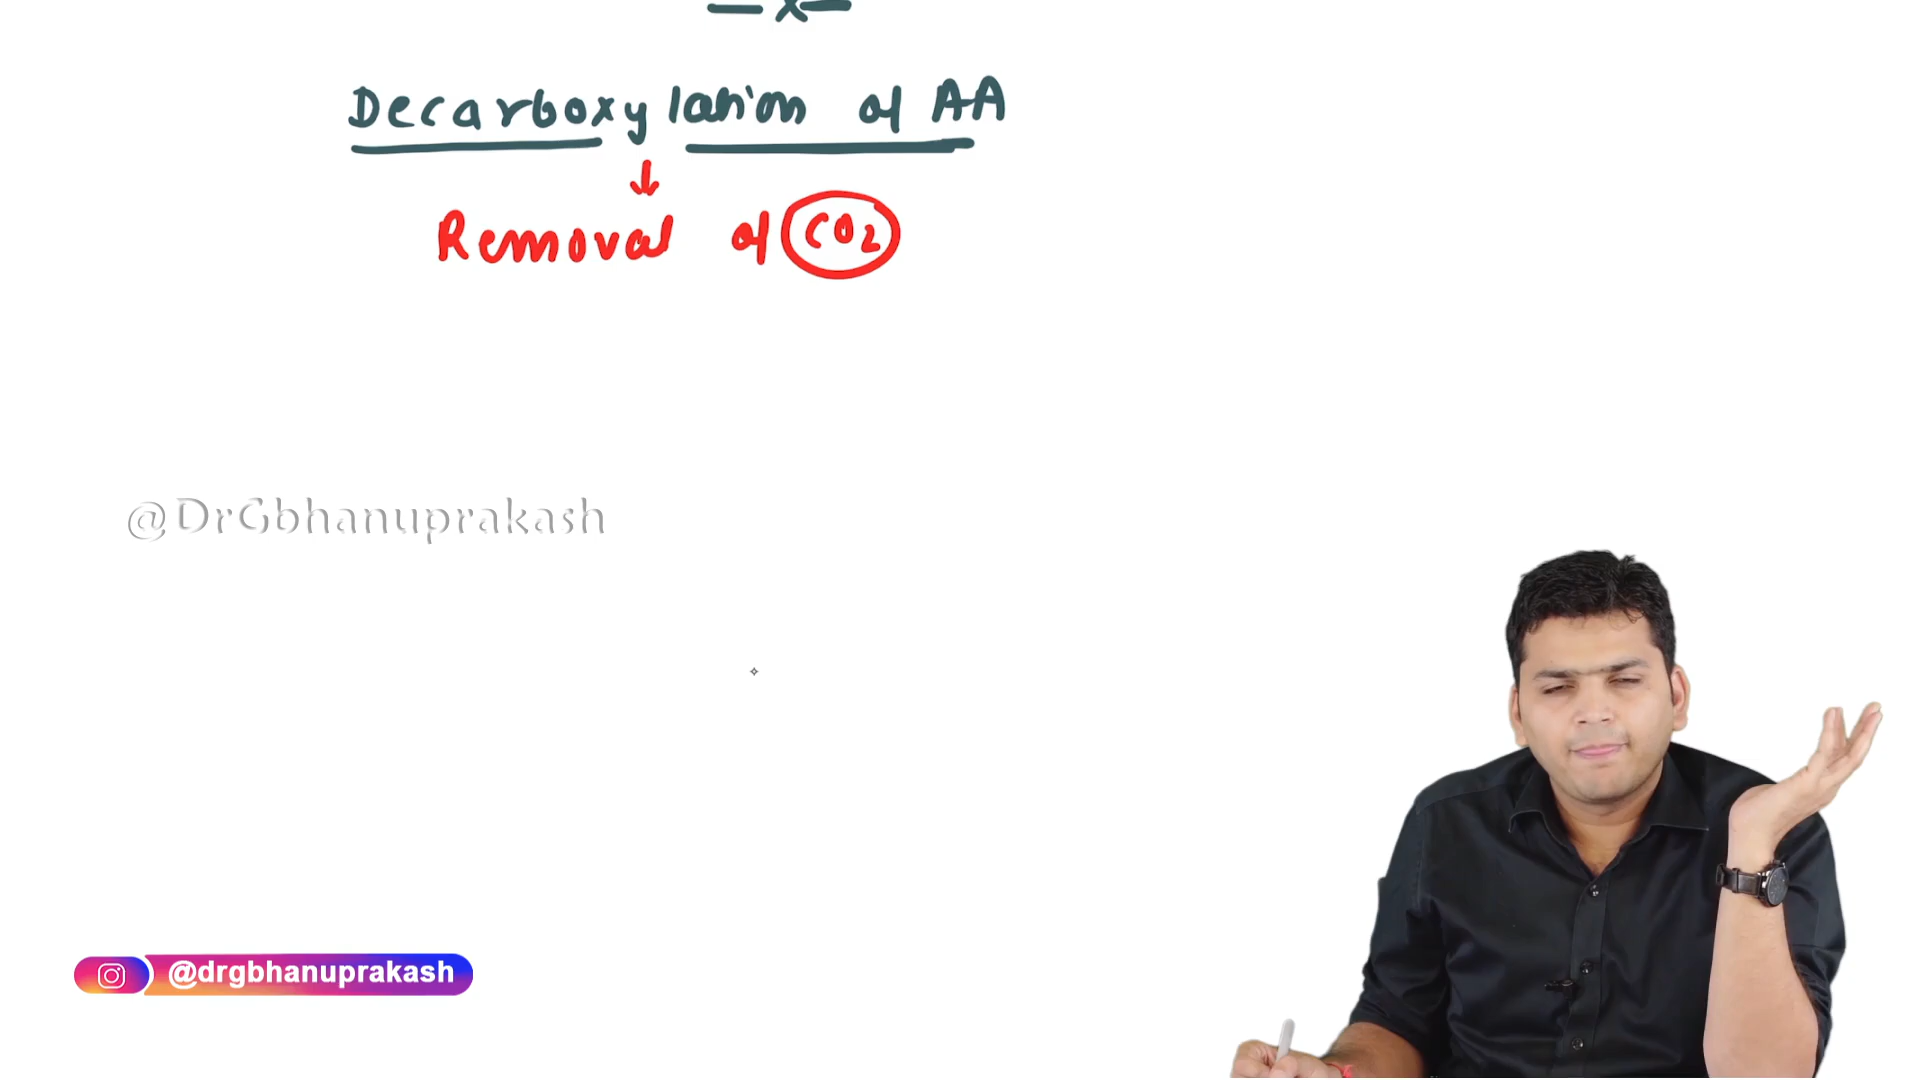 Decarboxylation of AA
↓
Removal of CO₂
@DrGbhanuprakash
@drgbhanuprakash